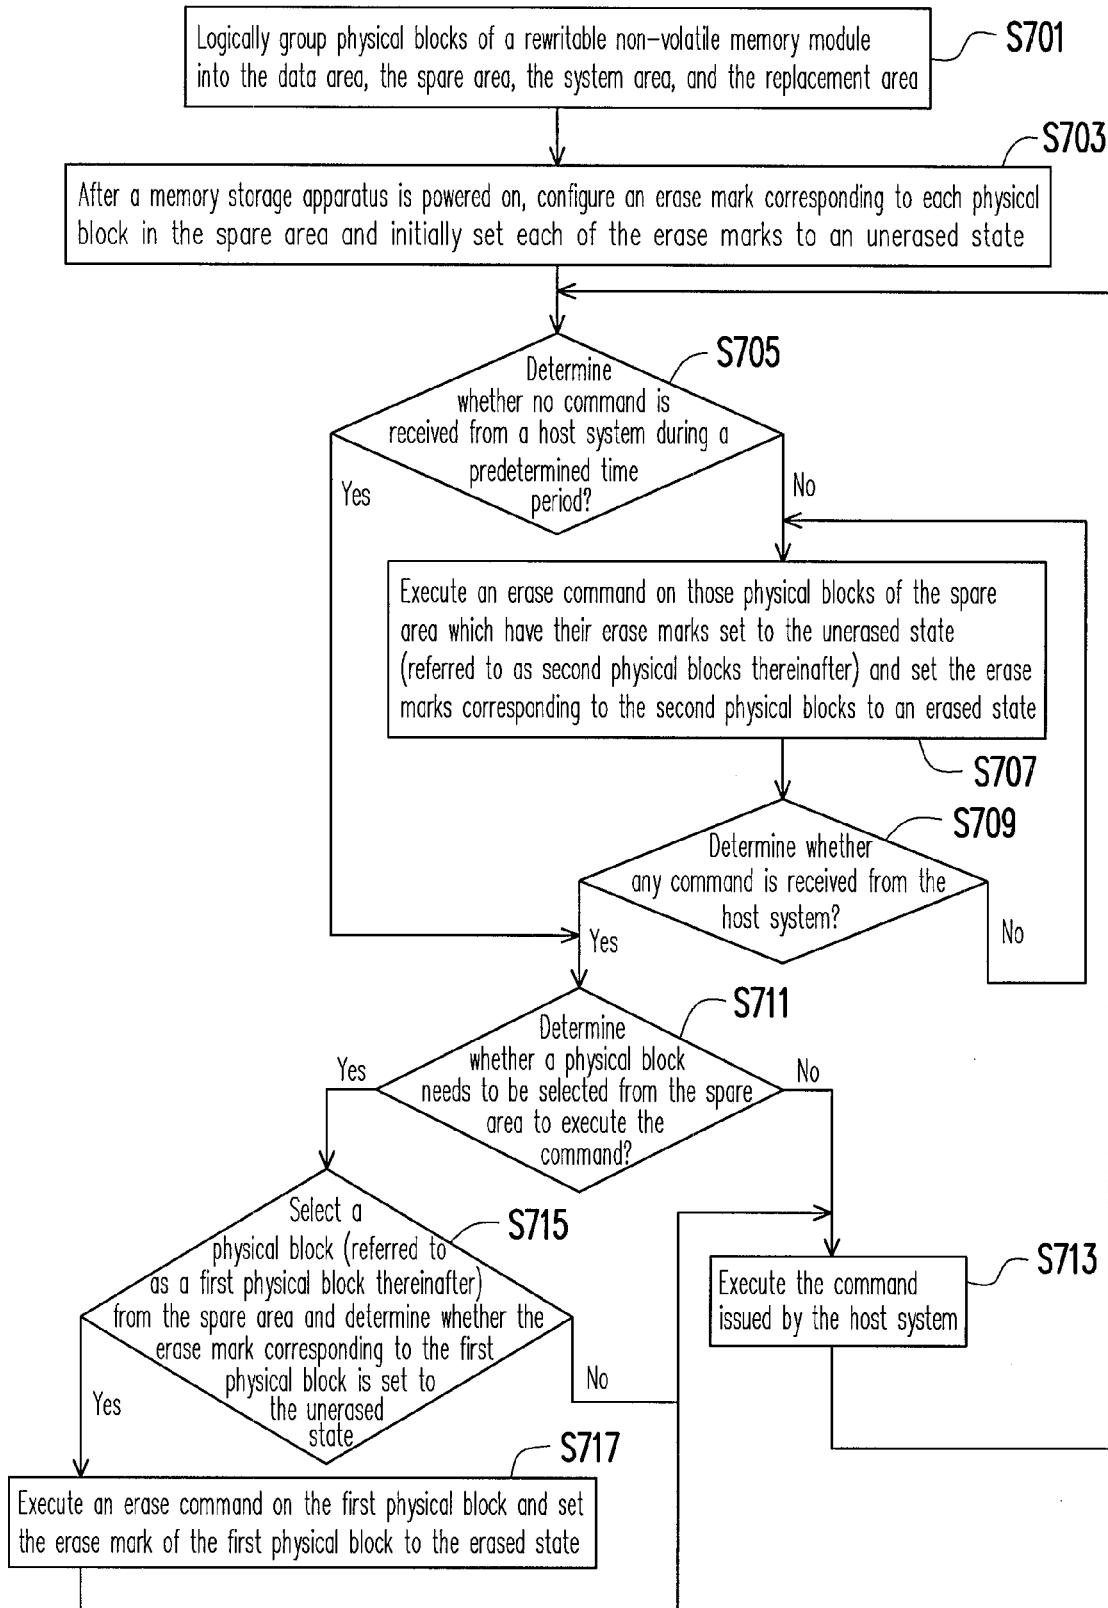 Logically group physical blocks of a rewritable non-volatile memory module
into the data area, the spare area, the system area, and the replacement area
S701
S703
After a memory storage apparatus is powered on, configure an erase mark corresponding to each physical
block in the spare area and initially set each of the erase marks to an unerased state
S705
Determine
whether no command is
received from a host system during a
predetermined time
period?
Yes
No
Execute an erase command on those physical blocks of the spare
area which have their erase marks set to the unerased state
(referred to as second physical blocks thereinafter) and set the erase
marks corresponding to the second physical blocks to an erased state
S707
S709
Determine whether
any command is received from the
host system?
Yes
No
S711
Determine
whether a physical block
needs to be selected from the spare
area to execute the
command?
Yes
No
S715
Select a
physical block (referred to
as a first physical block thereinafter)
from the spare area and determine whether the
erase mark corresponding to the first
physical block is set to
the unerased
state
Yes
No
S713
Execute the command
issued by the host system
S717
Execute an erase command on the first physical block and set
the erase mark of the first physical block to the erased state